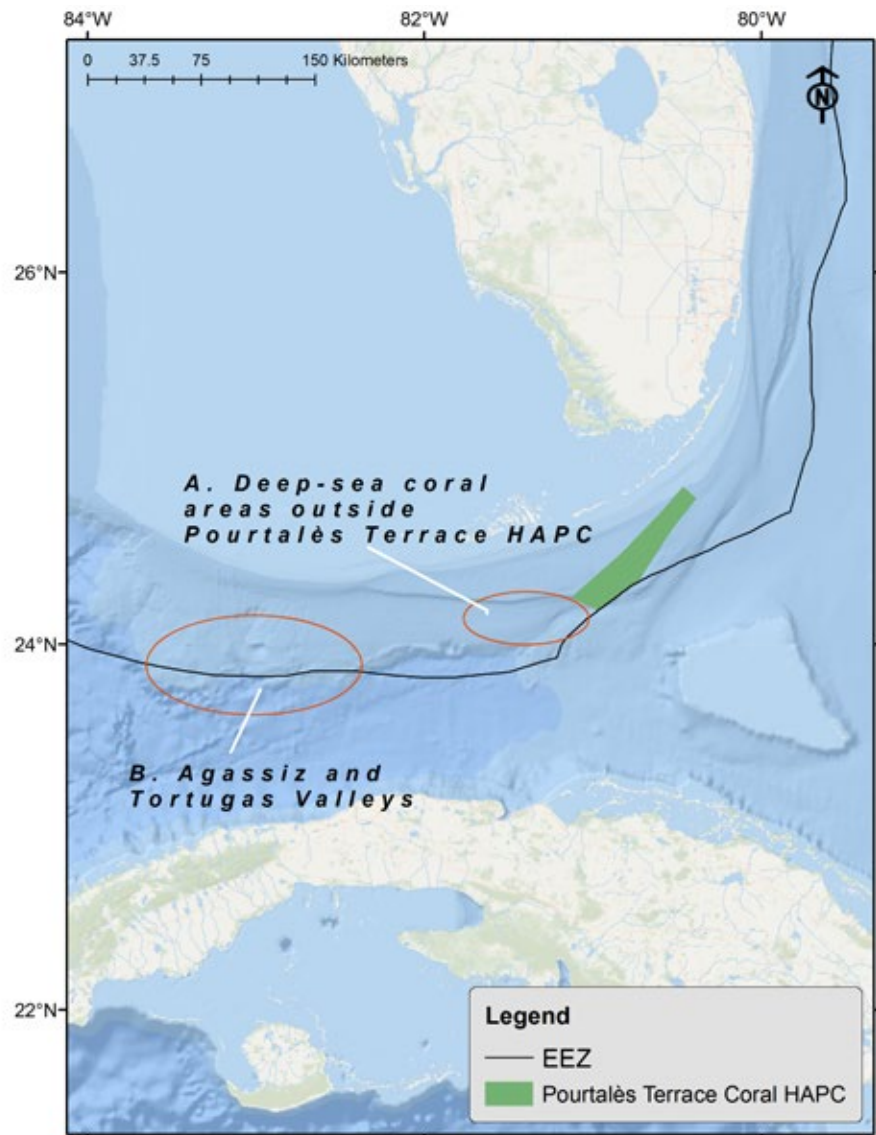 84°W 82°W 80°W
0 37.5 75 150 Kilometers
N
26°N
A. Deep-sea coral
areas outside
Pourtalès Terrace HAPC
24°N
B. Agassiz and
Tortugas Valleys
22°N
Legend
EEZ
Pourtalès Terrace Coral HAPC